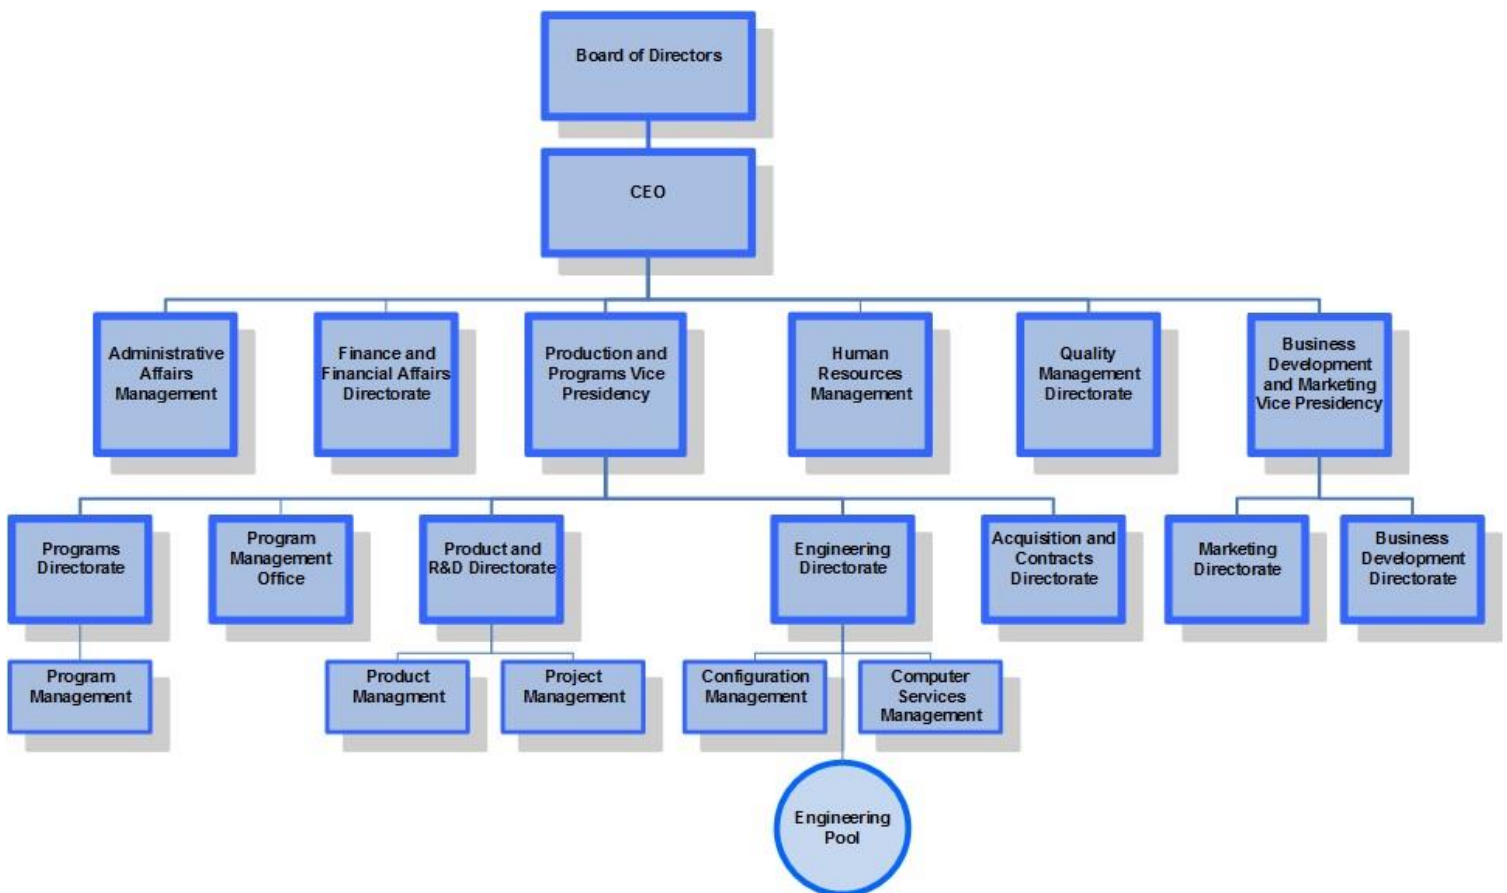 Board of Directors
CEO
Administrative
Affairs
Management
Finance and
Financial Affairs
Directorate
Production and
Programs Vice
Presidency
Human
Resources
Management
Quality
Management
Directorate
Business
Development
and Marketing
Vice Presidency
Programs
Directorate
Program
Management
Office
Product and
R&D Directorate
Engineering
Directorate
Acquisition and
Contracts
Directorate
Marketing
Directorate
Business
Development
Directorate
Program
Management
Product
Managment
Project
Management
Configuration
Management
Computer
Services
Management
Engineering
Pool